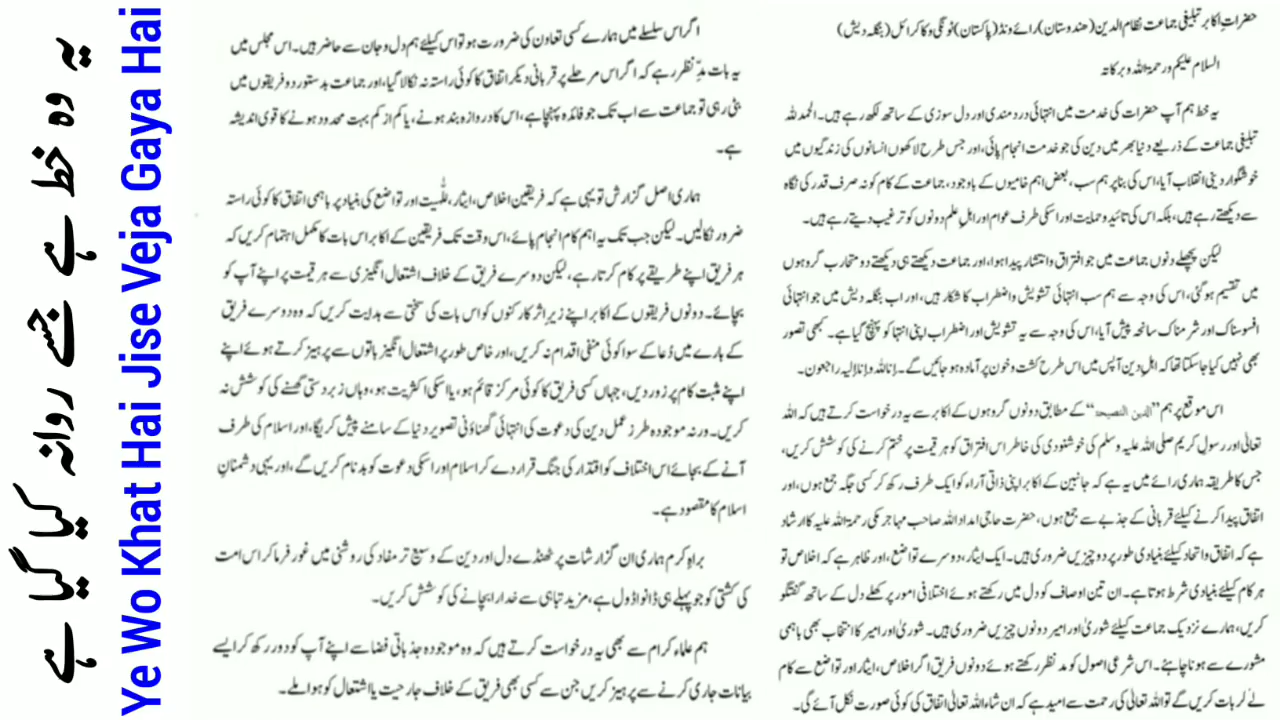 یہ وہ خط ہے جسے روانہ کیا گیا ہے
Ye Wo Khat Hai Jise Veja Gaya Hai
حضراتِ اکابر تبلیغی جماعت نظام الدین (ھندوستان) رائے ونڈ (پاکستان) ٹونگی وکاکرائل (بنگلہ دیش)
السلام علیکم ورحمۃ اللہ وبرکاتہ
یہ خط ہم آپ حضرات کی خدمت میں انتہائی دردمندی اور دل سوزی کے ساتھ لکھ رہے ہیں۔ الحمدللہ
تبلیغی جماعت کے ذریعے دنیا بھر میں دین کی جو خدمت انجام پائی، اور جس طرح لاکھوں انسانوں کی زندگیوں میں
خوشگوار دینی انقلاب آیا، اس کی بنا پر ہم سب، بعض اہم خامیوں کے باوجود، جماعت کے کام کو نہ صرف قدر کی نگاہ
سے دیکھتے رہے ہیں، بلکہ اس کی تائید وحمایت اور اسکی طرف عوام اور اہلِ علم دونوں کو ترغیب دیتے رہے ہیں۔
لیکن پچھلے دنوں جماعت میں جو افتراق وانتشار پیدا ہوا، اور جماعت دیکھتے ہی دیکھتے دو متحارب گروہوں
میں تقسیم ہوگئی، اس کی وجہ سے ہم سب انتہائی تشویش واضطراب کا شکار ہیں، اور اب بنگلہ دیش میں جو انتہائی
افسوسناک اور شرمناک سانحہ پیش آیا، اس کی وجہ سے یہ تشویش اور اضطراب اپنی انتہا کو پہنچ گیا ہے۔ کبھی تصور
بھی نہیں کیا جاسکتا تھا کہ اہلِ دین آپس میں اس طرح کشت وخون پر آمادہ ہوجائیں گے۔ إنا للہ وإنا إلیہ راجعون۔
اس موقع پر ہم ”الدین النصیحۃ“ کے مطابق دونوں گروہوں کے اکابر سے یہ درخواست کرتے ہیں کہ اللہ
تعالیٰ اور رسول کریم صلی اللہ علیہ وسلم کی خوشنودی کی خاطر اس افتراق کو ہر قیمت پر ختم کرنے کی کوشش کریں،
جس کا طریقہ ہماری رائے میں یہ ہے کہ جانبین کے اکابر اپنی ذاتی آراء کو ایک طرف رکھ کر کسی جگہ جمع ہوں، اور
اتفاق پیدا کرنے کیلئے قربانی کے جذبے سے جمع ہوں، حضرت حاجی امداد اللہ صاحب مہاجر مکی رحمۃ اللہ علیہ کا ارشاد
ہے کہ اتفاق واتحاد کیلئے بنیادی طور پر دو چیزیں ضروری ہیں۔ ایک ایثار، دوسرے تواضع، اور ظاہر ہے کہ اخلاص تو
ہر کام کیلئے بنیادی شرط ہوتا ہے۔ ان تین اوصاف کو دل میں رکھتے ہوئے اختلافی امور پر کھلے دل کے ساتھ گفتگو
کریں، ہمارے نزدیک جماعت کیلئے شوریٰ اور امیر دونوں چیزیں ضروری ہیں۔ شوریٰ اور امیر کا انتخاب بھی باہمی
مشورے سے ہونا چاہئے۔ اس شرعی اصول کو مدنظر رکھتے ہوئے دونوں فریق اگر اخلاص، ایثار اور تواضع سے کام
لے کر بات کریں گے تو اللہ تعالیٰ کی رحمت سے امید ہے کہ ان شاء اللہ تعالیٰ اتفاق کی کوئی صورت نکل آئے گی۔
اگر اس سلسلے میں ہمارے کسی تعاون کی ضرورت ہو تو اس کیلئے ہم دل وجان سے حاضر ہیں۔ اس مجلس میں
یہ بات مدِّ نظر رہے کہ اگر اس مرحلے پر قربانی دیکر اتفاق کا کوئی راستہ نہ نکالا گیا، اور جماعت بدستور دو فریقوں میں
بٹی رہی تو جماعت سے اب تک جو فائدہ پہنچا ہے، اس کا دروازہ بند ہونے، یا کم از کم بہت محدود ہونے کا قوی اندیشہ
ہے۔
ہماری اصل گزارش تو یہی ہے کہ فریقین اخلاص، ایثار، للّٰہیت اور تواضع کی بنیاد پر باہمی اتفاق کا کوئی راستہ
ضرور نکالیں۔ لیکن جب تک یہ اہم کام انجام پائے، اس وقت تک فریقین کے اکابر اس بات کا مکمل اہتمام کریں کہ
ہر فریق اپنے طریقے پر کام کرتا رہے، لیکن دوسرے فریق کے خلاف اشتعال انگیزی سے ہر قیمت پر اپنے آپ کو
بچائے۔ دونوں فریقوں کے اکابر اپنے زیرِ اثر کارکنوں کو اس بات کی سختی سے ہدایت کریں کہ وہ دوسرے فریق
کے بارے میں دُعا کے سوا کوئی منفی اقدام نہ کریں، اور خاص طور پر اشتعال انگیز باتوں سے پرہیز کرتے ہوئے اپنے
اپنے مثبت کام پر زور دیں، جہاں کسی فریق کا کوئی مرکز قائم ہو، یا اسکی اکثریت ہو، وہاں زبردستی گھسنے کی کوشش نہ
کریں۔ ورنہ موجودہ طرزِ عمل دین کی دعوت کی انتہائی گھناؤنی تصویر دنیا کے سامنے پیش کریگا، اور اسلام کی طرف
آنے کے بجائے اس اختلاف کو اقتدار کی جنگ قرار دے کر اسلام اور اسکی دعوت کو بدنام کریں گے، اور یہی دشمنانِ
اسلام کا مقصود ہے۔
براہِ کرم ہماری ان گزارشات پر ٹھنڈے دل اور دین کے وسیع تر مفاد کی روشنی میں غور فرما کر اس امت
کی کشتی کو جو پہلے ہی ڈانواڈول ہے، مزید تباہی سے خدارا بچانے کی کوشش کریں۔
ہم علماءِ کرام سے بھی یہ درخواست کرتے ہیں کہ وہ موجودہ جذباتی فضا سے اپنے آپ کو دور رکھ کر ایسے
بیانات جاری کرنے سے پرہیز کریں جن سے کسی بھی فریق کے خلاف جارحیت یا اشتعال کو ہوا ملے۔